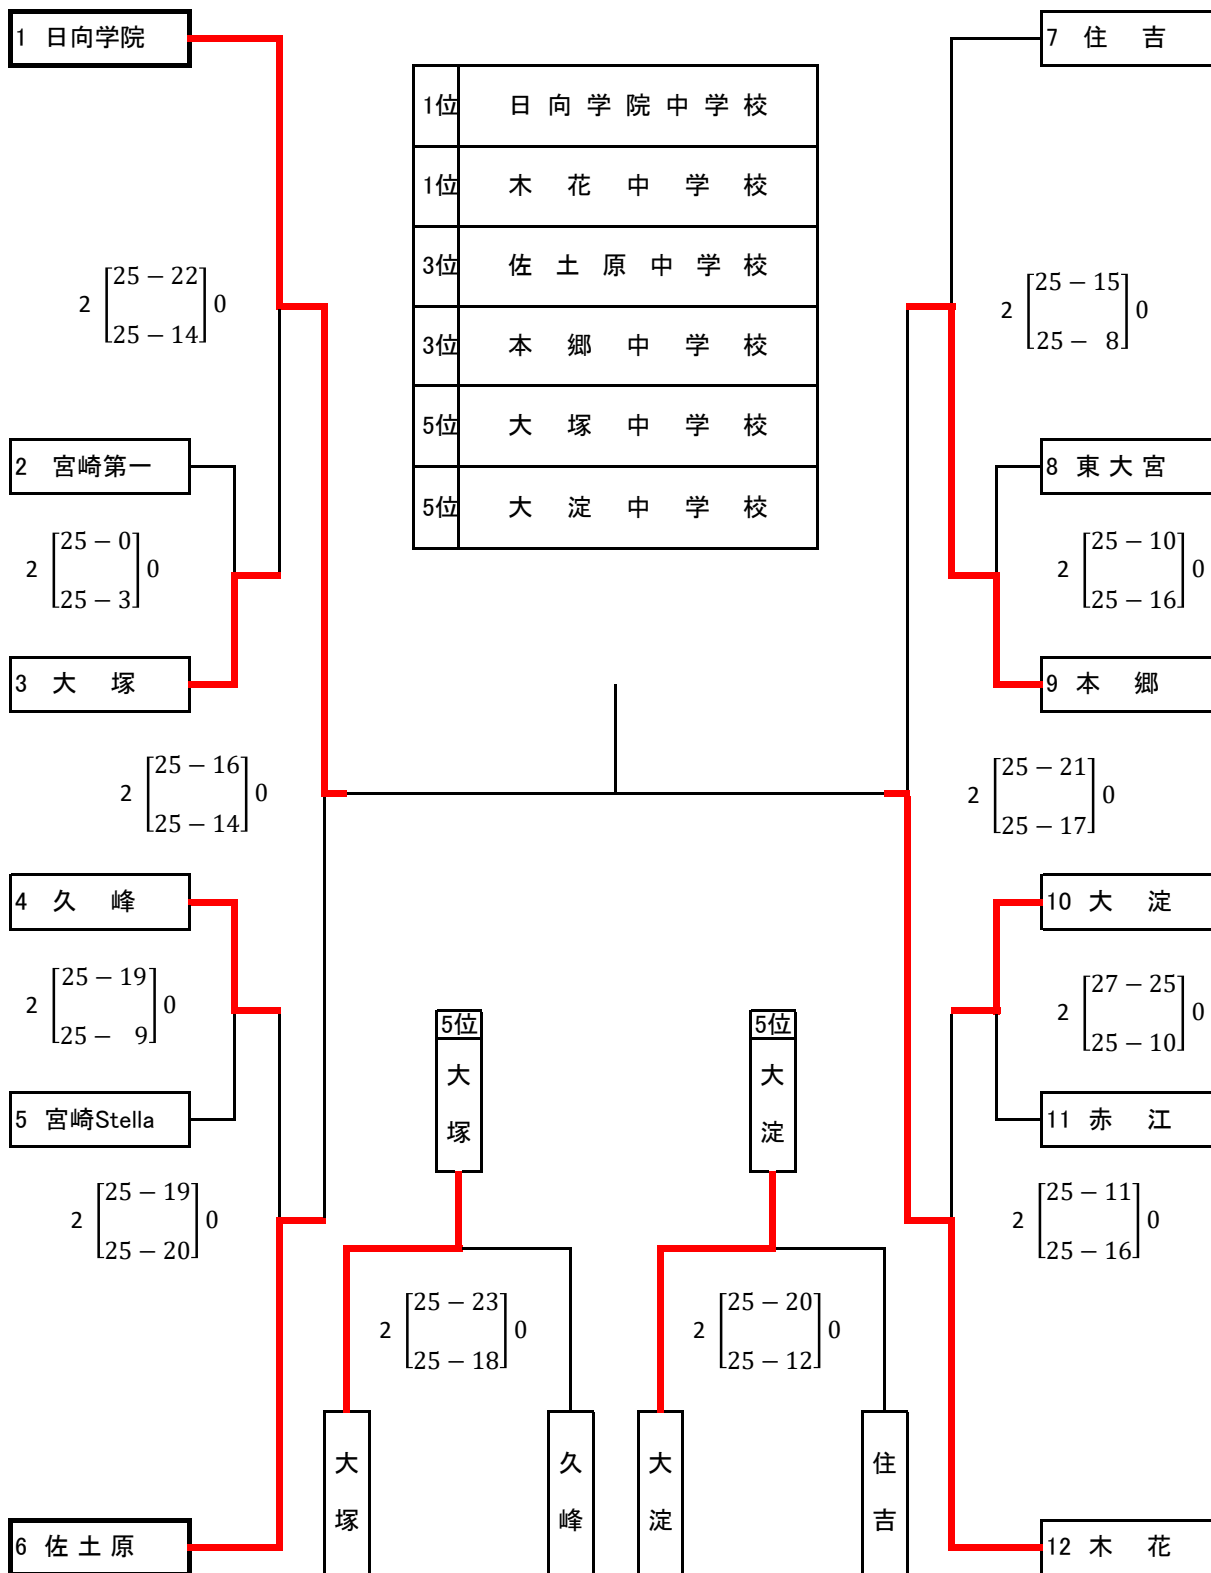 1 日向学院
7 住 吉
1位 日向学院中学校
1位 木花中学校
3位 佐土原中学校
3位 本郷中学校
5位 大塚中学校
5位 大淀中学校
2 [25－22 25－14] 0
2 [25－15 25－ 8] 0
2 宮崎第一
8 東大宮
2 [25－0 25－3] 0
2 [25－10 25－16] 0
3 大 塚
9 本 郷
2 [25－16 25－14] 0
2 [25－21 25－17] 0
4 久 峰
10 大 淀
2 [25－19 25－ 9] 0
2 [27－25 25－10] 0
5位 大塚
5位 大淀
5 宮崎Stella
11 赤 江
2 [25－19 25－20] 0
2 [25－11 25－16] 0
2 [25－23 25－18] 0
2 [25－20 25－12] 0
大塚
久峰
大淀
住吉
6 佐土原
12 木 花